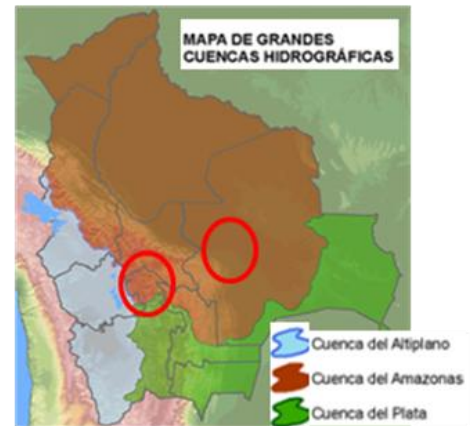 MAPA DE GRANDES
CUENCAS HIDROGRÁFICAS
Cuenca del Altiplano
Cuenca del Amazonas
Cuenca del Plata